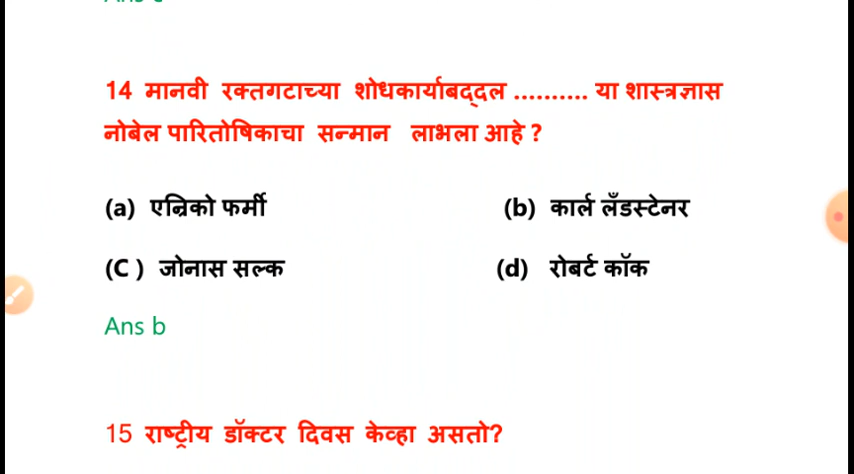 14 मानवी रक्तगटाच्या शोधकार्याबद्दल .......... या शास्त्रज्ञास
नोबेल पारितोषिकाचा सन्मान लाभला आहे ?
(a) एन्रिको फर्मी (b) कार्ल लँडस्टेनर
(C ) जोनास सल्क (d) रोबर्ट कॉक
Ans b
15 राष्ट्रीय डॉक्टर दिवस केव्हा असतो?